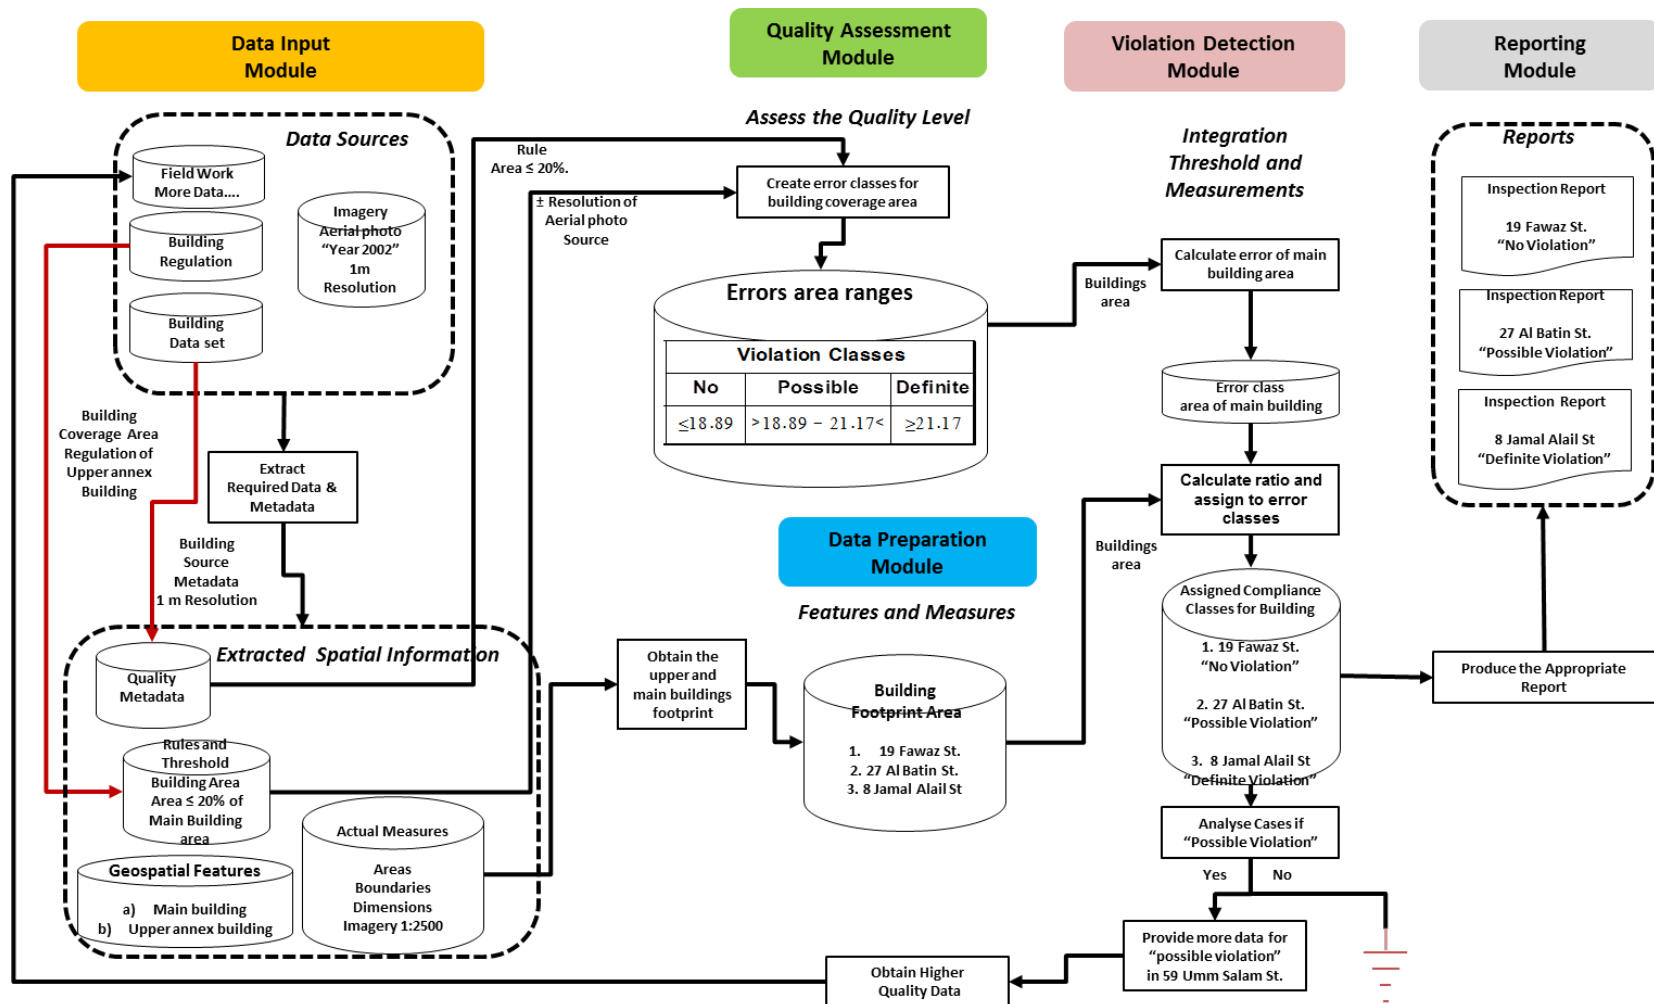 Data Input
Module
Quality Assessment
Module
Violation Detection
Module
Reporting
Module
Data Sources
Field Work
More Data....
Building
Regulation
Building
Data set
Imagery
Aerial photo
“Year 2002”
1m
Resolution
Building
Coverage Area
Regulation of
Upper annex
Building
Extract
Required Data &
Metadata
Building
Source
Metadata
1 m Resolution
Extracted Spatial Information
Quality
Metadata
Rules and
Threshold
Building Area
Area ≤ 20% of
Main Building
area
Geospatial Features
a) Main building
b) Upper annex building
Actual Measures
Areas
Boundaries
Dimensions
Imagery 1:2500
Assess the Quality Level
Rule
Area ≤ 20%.
± Resolution of
Aerial photo
Source
Create error classes for
building coverage area
Errors area ranges
Violation Classes
No Possible Definite
≤18.89 >18.89 – 21.17< ≥21.17
Data Preparation
Module
Features and Measures
Obtain the
upper and
main buildings
footprint
Building
Footprint Area
1. 19 Fawaz St.
2. 27 Al Batin St.
3. 8 Jamal Alail St
Integration
Threshold and
Measurements
Buildings
area
Calculate error of main
building area
Error class
area of main building
Calculate ratio and
assign to error
classes
Buildings
area
Assigned Compliance
Classes for Building
1. 19 Fawaz St.
“No Violation”
2. 27 Al Batin St.
“Possible Violation”
3. 8 Jamal Alail St
“Definite Violation”
Analyse Cases if
“Possible Violation”
Yes No
Provide more data for
“possible violation”
in 59 Umm Salam St.
Obtain Higher
Quality Data
Reports
Inspection Report
19 Fawaz St.
“No Violation”
Inspection Report
27 Al Batin St.
“Possible Violation”
Inspection Report
8 Jamal Alail St
“Definite Violation”
Produce the Appropriate
Report